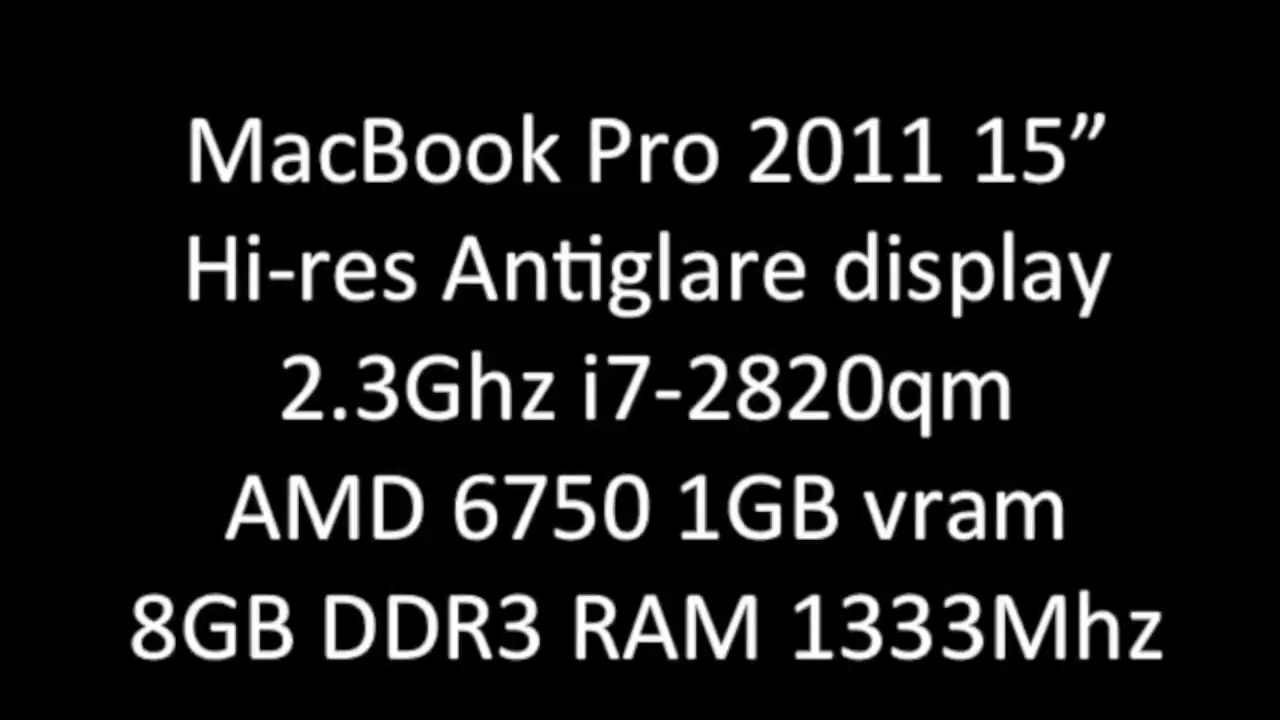 MacBook Pro 2011 15”
Hi-res Antiglare display
2.3Ghz i7-2820qm
AMD 6750 1GB vram
8GB DDR3 RAM 1333Mhz